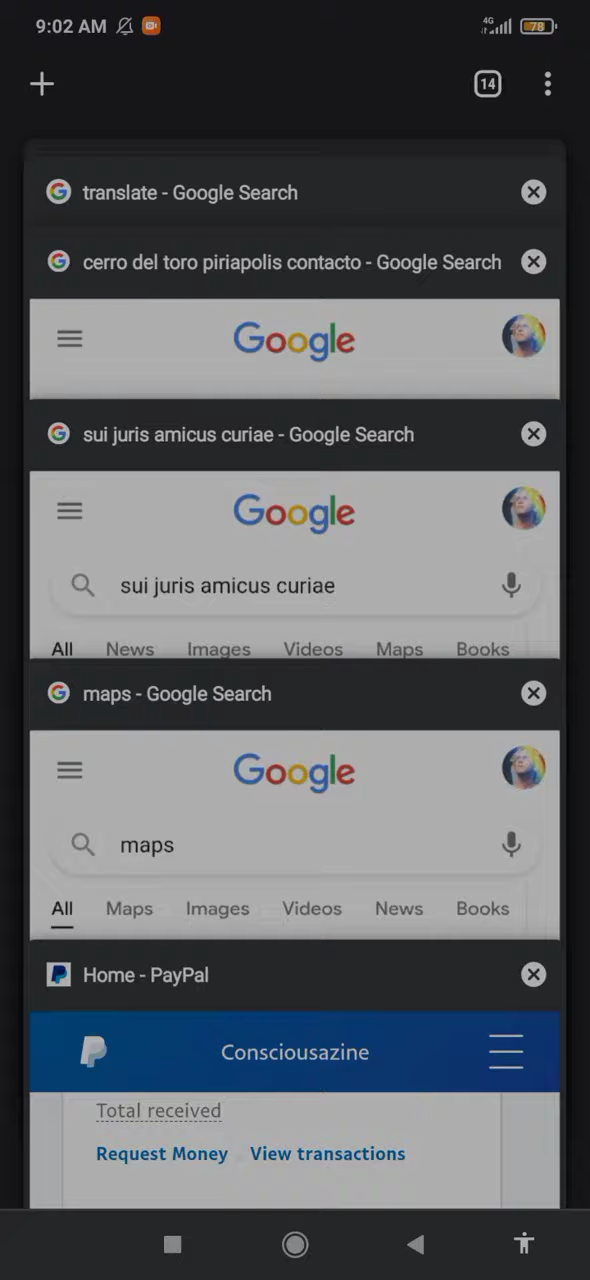 9:02 AM 4G 78
14
translate - Google Search
cerro del toro piriapolis contacto - Google Search
Google
sui juris amicus curiae - Google Search
Google
sui juris amicus curiae
All News Images Videos Maps Books
maps - Google Search
Google
maps
All Maps Images Videos News Books
Home - PayPal
Consciousazine
Total received
Request Money View transactions